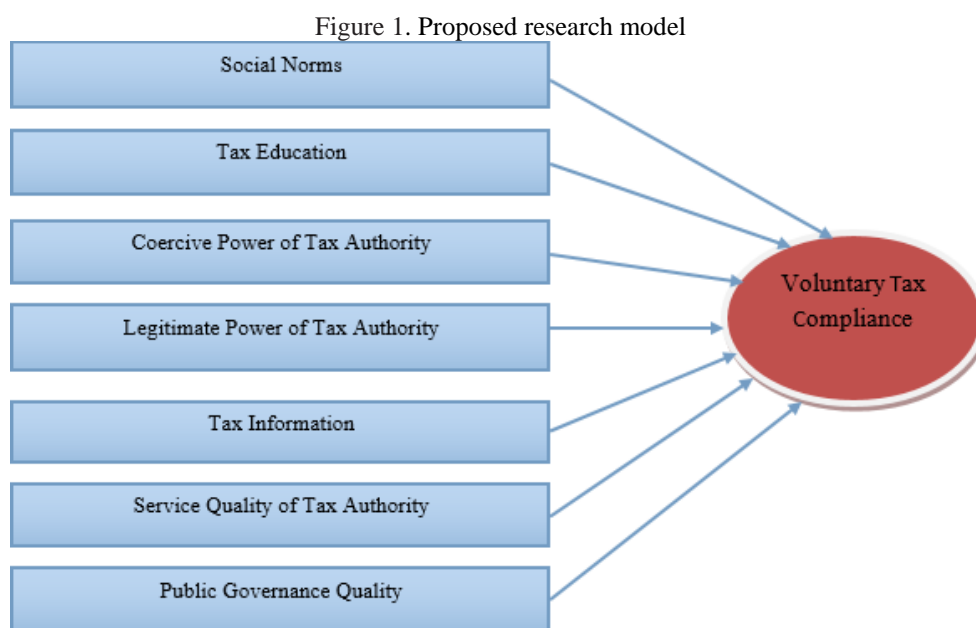 Figure 1. Proposed research model
Social Norms
Tax Education
Coercive Power of Tax Authority
Legitimate Power of Tax Authority
Tax Information
Service Quality of Tax Authority
Public Governance Quality
Voluntary Tax
Compliance